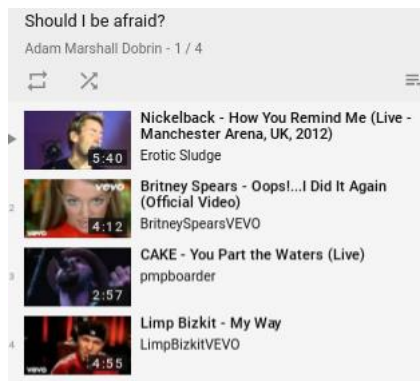 Should I be afraid?
Adam Marshall Dobrin - 1 / 4
5:40
Nickelback - How You Remind Me (Live -
Manchester Arena, UK, 2012)
Erotic Sludge
2
vevo
vevo
4:12
Britney Spears - Oops!...I Did It Again
(Official Video)
BritneySpearsVEVO
3
2:57
CAKE - You Part the Waters (Live)
pmpboarder
4
vevo
4:55
Limp Bizkit - My Way
LimpBizkitVEVO